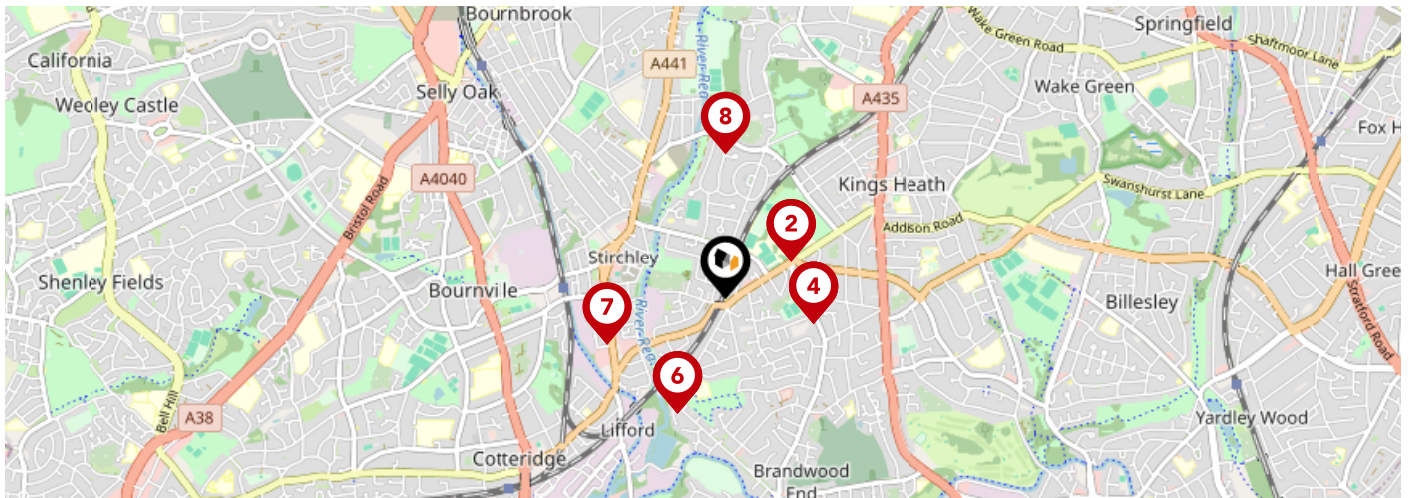 Bournbrook
Wake Green Road
Springfield
Shaftmoor Lane
California
A441
River Rea
Selly Oak
Wake Green
A435
Weoley Castle
8
Fox H
A4040
Kings Heath
Swanshurst Lane
Bristol Road
2
Addison Road
Stirchley
Shenley Fields
Bournville
4
Billesley
Hall Gree
7
River Rea
Stratford Road
6
Bell Hill
A38
Lifford
Yardley Wood
Cotteridge
Brandwood
End